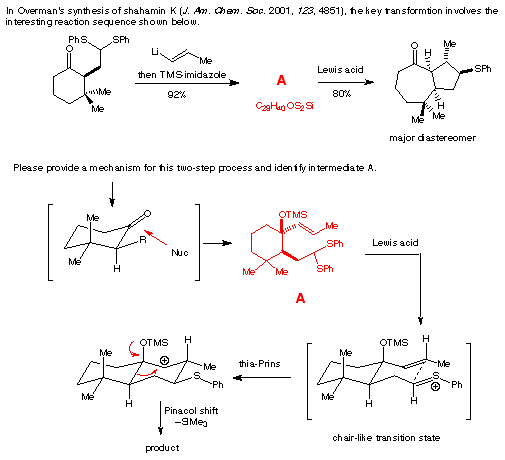 In Overman's synthesis of shahamin K (J. Am. Chem. Soc. 2001, 123, 4851), the key transformtion involves the
interesting reaction sequence shown below.
PhS SPh
O
Me
Me
Li Me
then TMS-imidazole
92%
A
C29H40OS2Si
Lewis acid
80%
O
H
Me
SPh
H
Me
Me
major diastereomer
Please provide a mechanism for this two-step process and identify intermediate A.
Me
O
R
Me
H
Nuc
OTMS
Me
SPh
SPh
Me
Me
A
Lewis acid
OTMS
H
Me
Me
S
Ph
Me
H
thia-Prins
OTMS
H
Me
Me
S
Ph
Me
H
H
Pinacol shift
–SiMe3
product
chair-like transition state